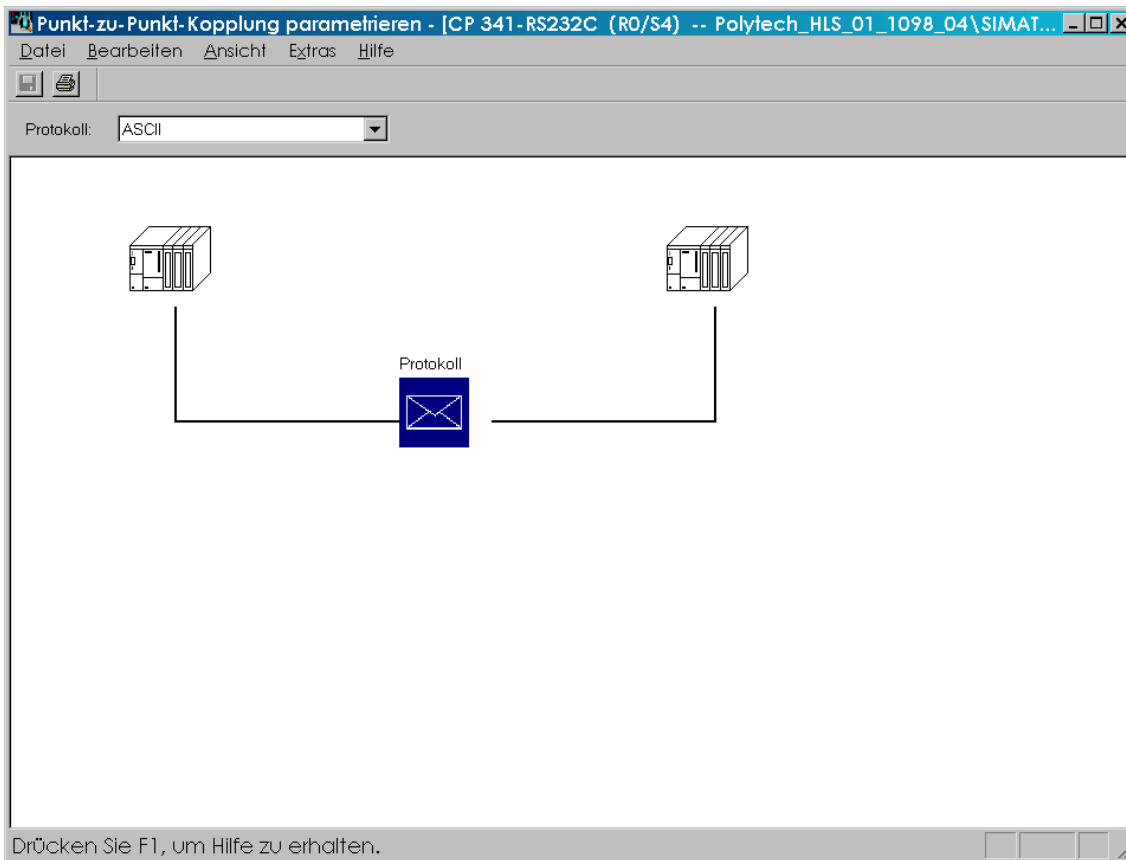 Punkt-zu-Punkt-Kopplung parametrieren - [CP 341-RS232C (R0/S4) -- Polytech_HLS_01_1098_04\SIMAT...
Datei Bearbeiten Ansicht Extras Hilfe
Protokoll: ASCII
Protokoll
Drücken Sie F1, um Hilfe zu erhalten.